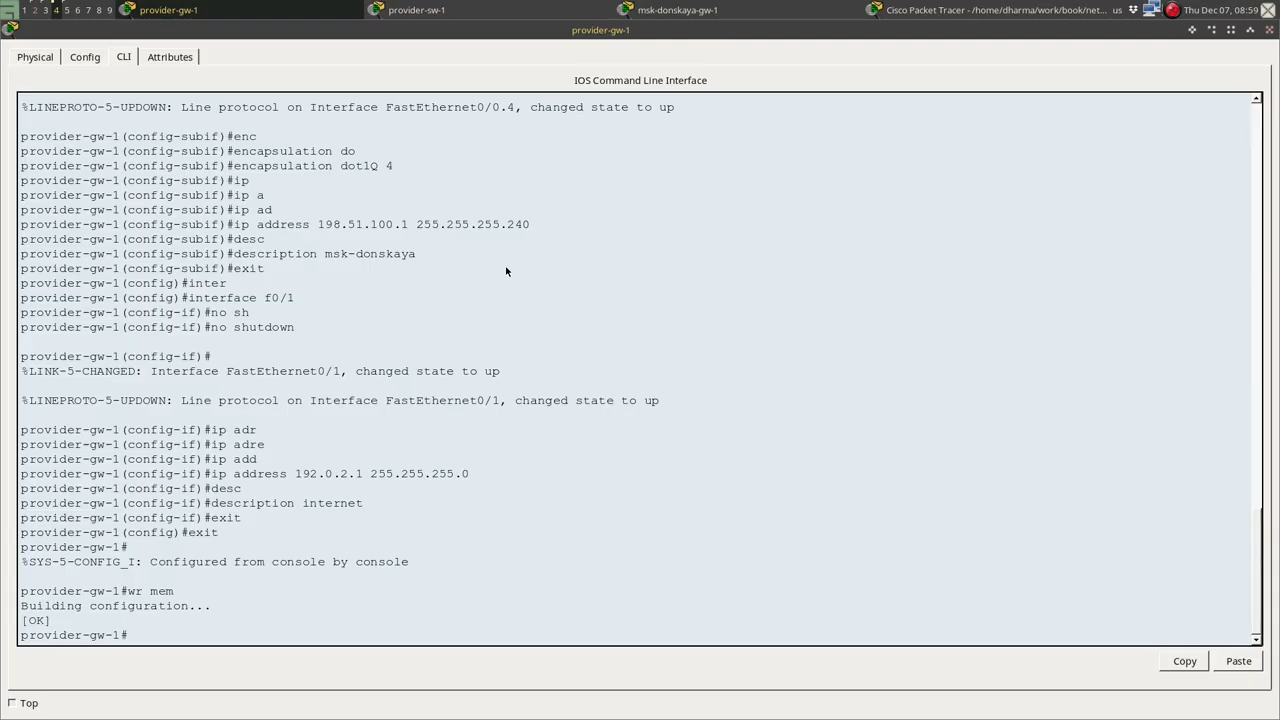 1 2 3 4 5 6 7 8 9 provider-gw-1 provider-sw-1 msk-donskaya-gw-1 Cisco Packet Tracer - /home/dharma/work/book/net... us Thu Dec 07, 08:59
provider-gw-1
Physical Config CLI Attributes
IOS Command Line Interface
%LINEPROTO-5-UPDOWN: Line protocol on Interface FastEthernet0/0.4, changed state to up
provider-gw-1(config-subif)#enc
provider-gw-1(config-subif)#encapsulation do
provider-gw-1(config-subif)#encapsulation dot1Q 4
provider-gw-1(config-subif)#ip
provider-gw-1(config-subif)#ip a
provider-gw-1(config-subif)#ip ad
provider-gw-1(config-subif)#ip address 198.51.100.1 255.255.255.240
provider-gw-1(config-subif)#desc
provider-gw-1(config-subif)#description msk-donskaya
provider-gw-1(config-subif)#exit
provider-gw-1(config)#inter
provider-gw-1(config)#interface f0/1
provider-gw-1(config-if)#no sh
provider-gw-1(config-if)#no shutdown
provider-gw-1(config-if)#
%LINK-5-CHANGED: Interface FastEthernet0/1, changed state to up
%LINEPROTO-5-UPDOWN: Line protocol on Interface FastEthernet0/1, changed state to up
provider-gw-1(config-if)#ip adr
provider-gw-1(config-if)#ip adre
provider-gw-1(config-if)#ip add
provider-gw-1(config-if)#ip address 192.0.2.1 255.255.255.0
provider-gw-1(config-if)#desc
provider-gw-1(config-if)#description internet
provider-gw-1(config-if)#exit
provider-gw-1(config)#exit
provider-gw-1#
%SYS-5-CONFIG_I: Configured from console by console
provider-gw-1#wr mem
Building configuration...
[OK]
provider-gw-1#
Copy Paste
Top